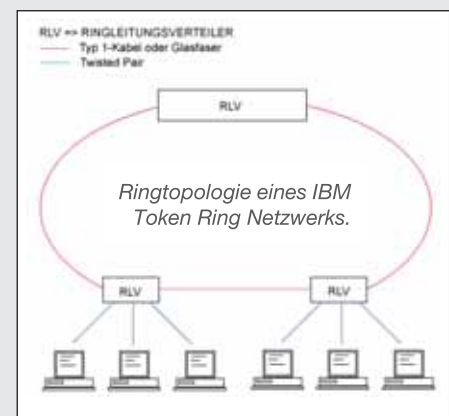 RLV => RINGLEITUNGSVERTEILER
Typ 1-Kabel oder Glasfaser
Twisted Pair
RLV
Ringtopologie eines IBM
Token Ring Netzwerks.
RLV
RLV